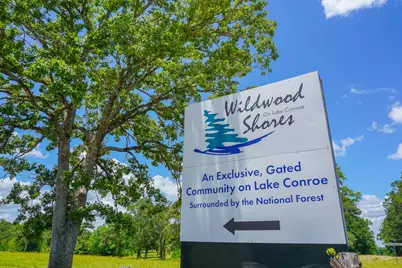 Wildwood
On Lake Conroe
Shores
An Exclusive, Gated
Community on Lake Conroe
Surrounded by the National Forest